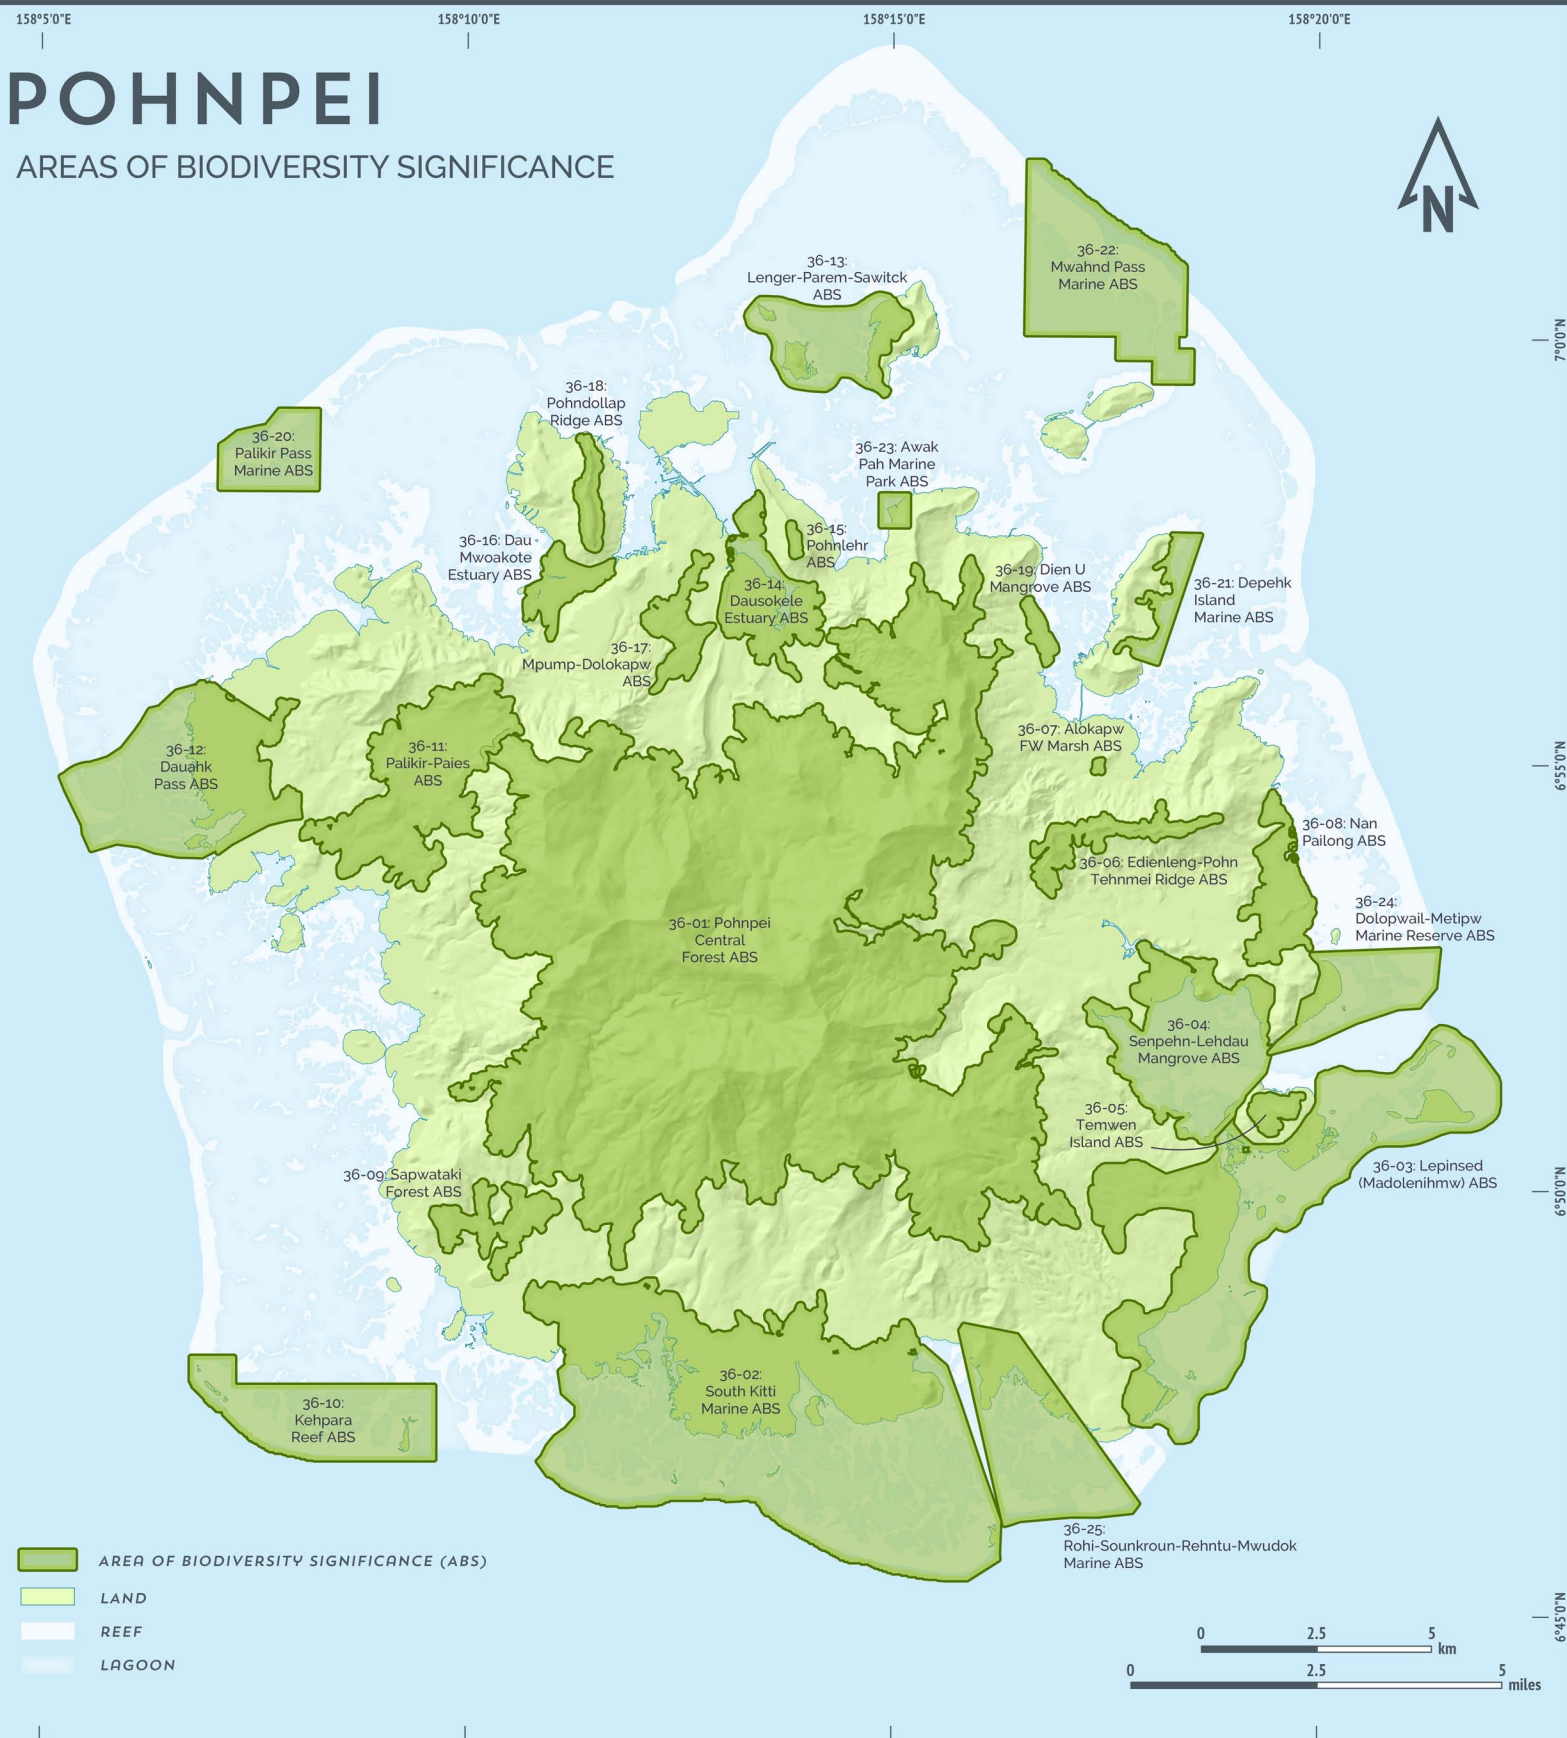 158°5'0"E
158°10'0"E
158°15'0"E
158°20'0"E
POHNPEI
AREAS OF BIODIVERSITY SIGNIFICANCE
N
36-22:
Mwahnd Pass
Marine ABS
36-13:
Lenger-Parem-Sawitck
ABS
7°0'0"N
36-18:
Pohndollap
Ridge ABS
36-20:
Palikir Pass
Marine ABS
36-23: Awak
Pah Marine
Park ABS
36-16: Dau
Mwoakote
Estuary ABS
36-15:
Pohnlehr
ABS
36-14:
Dausokele
Estuary ABS
36-19: Dien U
Mangrove ABS
36-21: Depehk
Island
Marine ABS
36-17:
Mpump-Dolokapw
ABS
36-12:
Dauahk
Pass ABS
36-11:
Palikir-Paies
ABS
36-07: Alokapw
FW Marsh ABS
6°55'0"N
36-08: Nan
Pailong ABS
36-06: Edienleng-Pohn
Tehnmei Ridge ABS
36-24:
Dolopwail-Metipw
Marine Reserve ABS
36-01: Pohnpei
Central
Forest ABS
36-04:
Senpehn-Lehdau
Mangrove ABS
36-05:
Temwen
Island ABS
36-03: Lepinsed
(Madolenihmw) ABS
36-09: Sapwataki
Forest ABS
6°50'0"N
36-02:
South Kitti
Marine ABS
36-10:
Kehpara
Reef ABS
36-25:
Rohi-Sounkroun-Rehntu-Mwudok
Marine ABS
AREA OF BIODIVERSITY SIGNIFICANCE (ABS)
LAND
REEF
LAGOON
6°45'0"N
0 2.5 5 km
0 2.5 5 miles